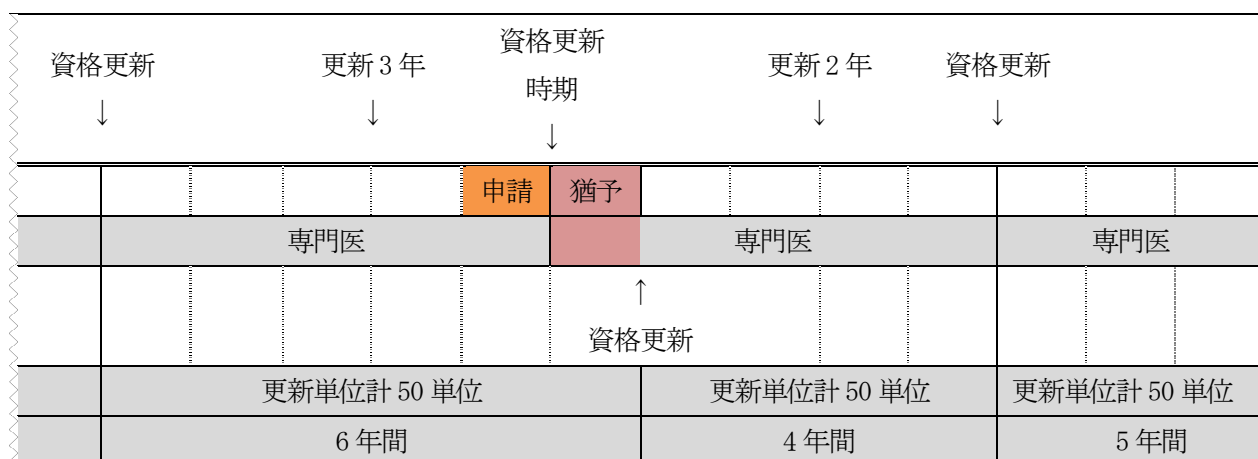 資格更新
更新3年
資格更新
時期
更新2年
資格更新
↓
↓
↓
↓
↓
申請
猶予
専門医
専門医
専門医
↑
資格更新
更新単位計50単位
更新単位計50単位
更新単位計50単位
6年間
4年間
5年間